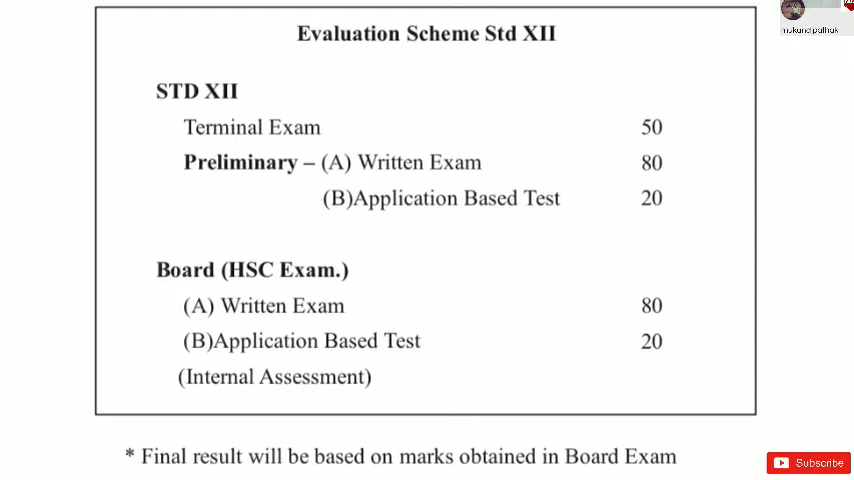 Evaluation Scheme Std XII
STD XII
Terminal Exam 50
Preliminary – (A) Written Exam 80
(B)Application Based Test 20
Board (HSC Exam.)
(A) Written Exam 80
(B)Application Based Test 20
(Internal Assessment)
* Final result will be based on marks obtained in Board Exam
mukund pathak
Subscribe